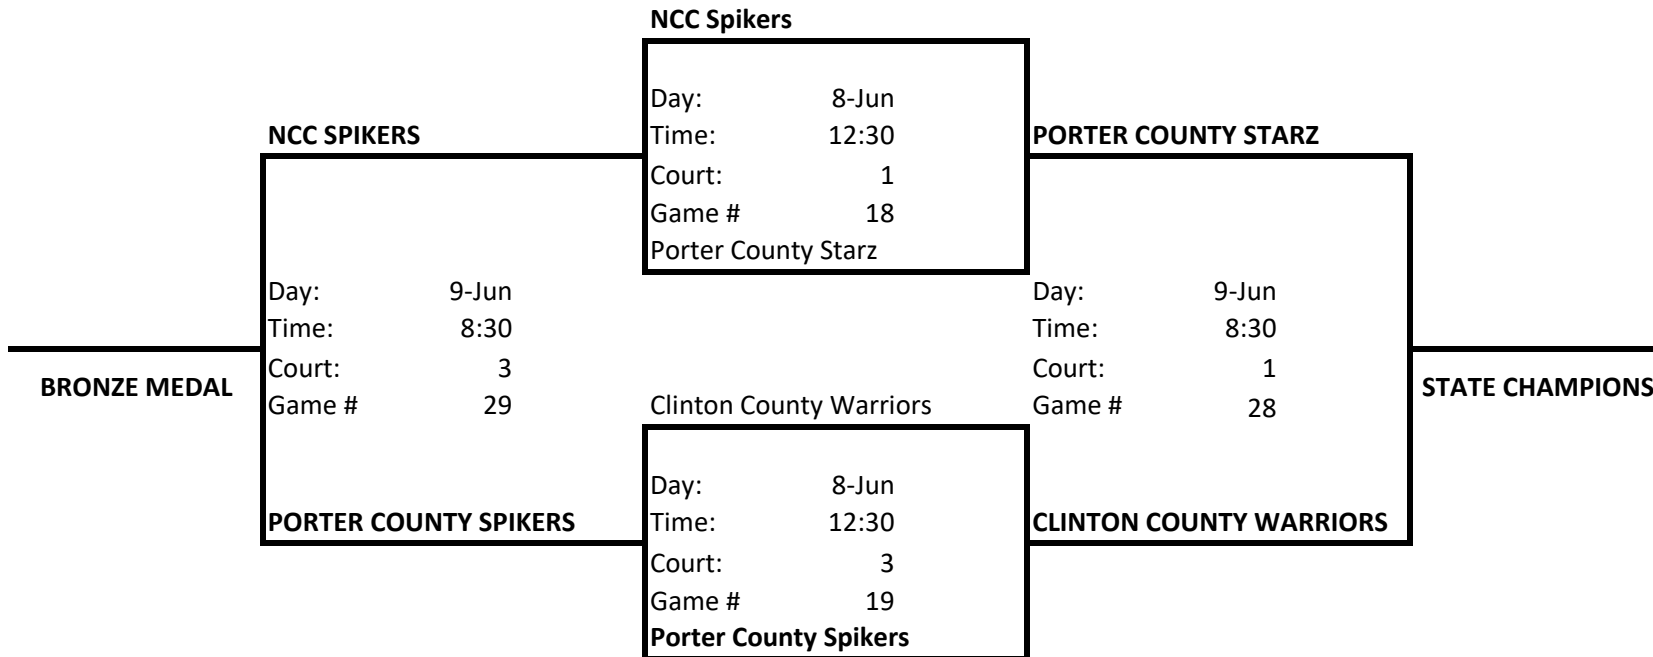 NCC Spikers
Day: 8-Jun
NCC SPIKERS Time: 12:30 PORTER COUNTY STARZ
Court: 1
Game # 18
Porter County Starz
Day: 9-Jun Day: 9-Jun
Time: 8:30 Time: 8:30
Court: 3 Court: 1
BRONZE MEDAL STATE CHAMPIONS
Game # 29 Clinton County Warriors Game # 28
Day: 8-Jun
PORTER COUNTY SPIKERS Time: 12:30 CLINTON COUNTY WARRIORS
Court: 3
Game # 19
Porter County Spikers